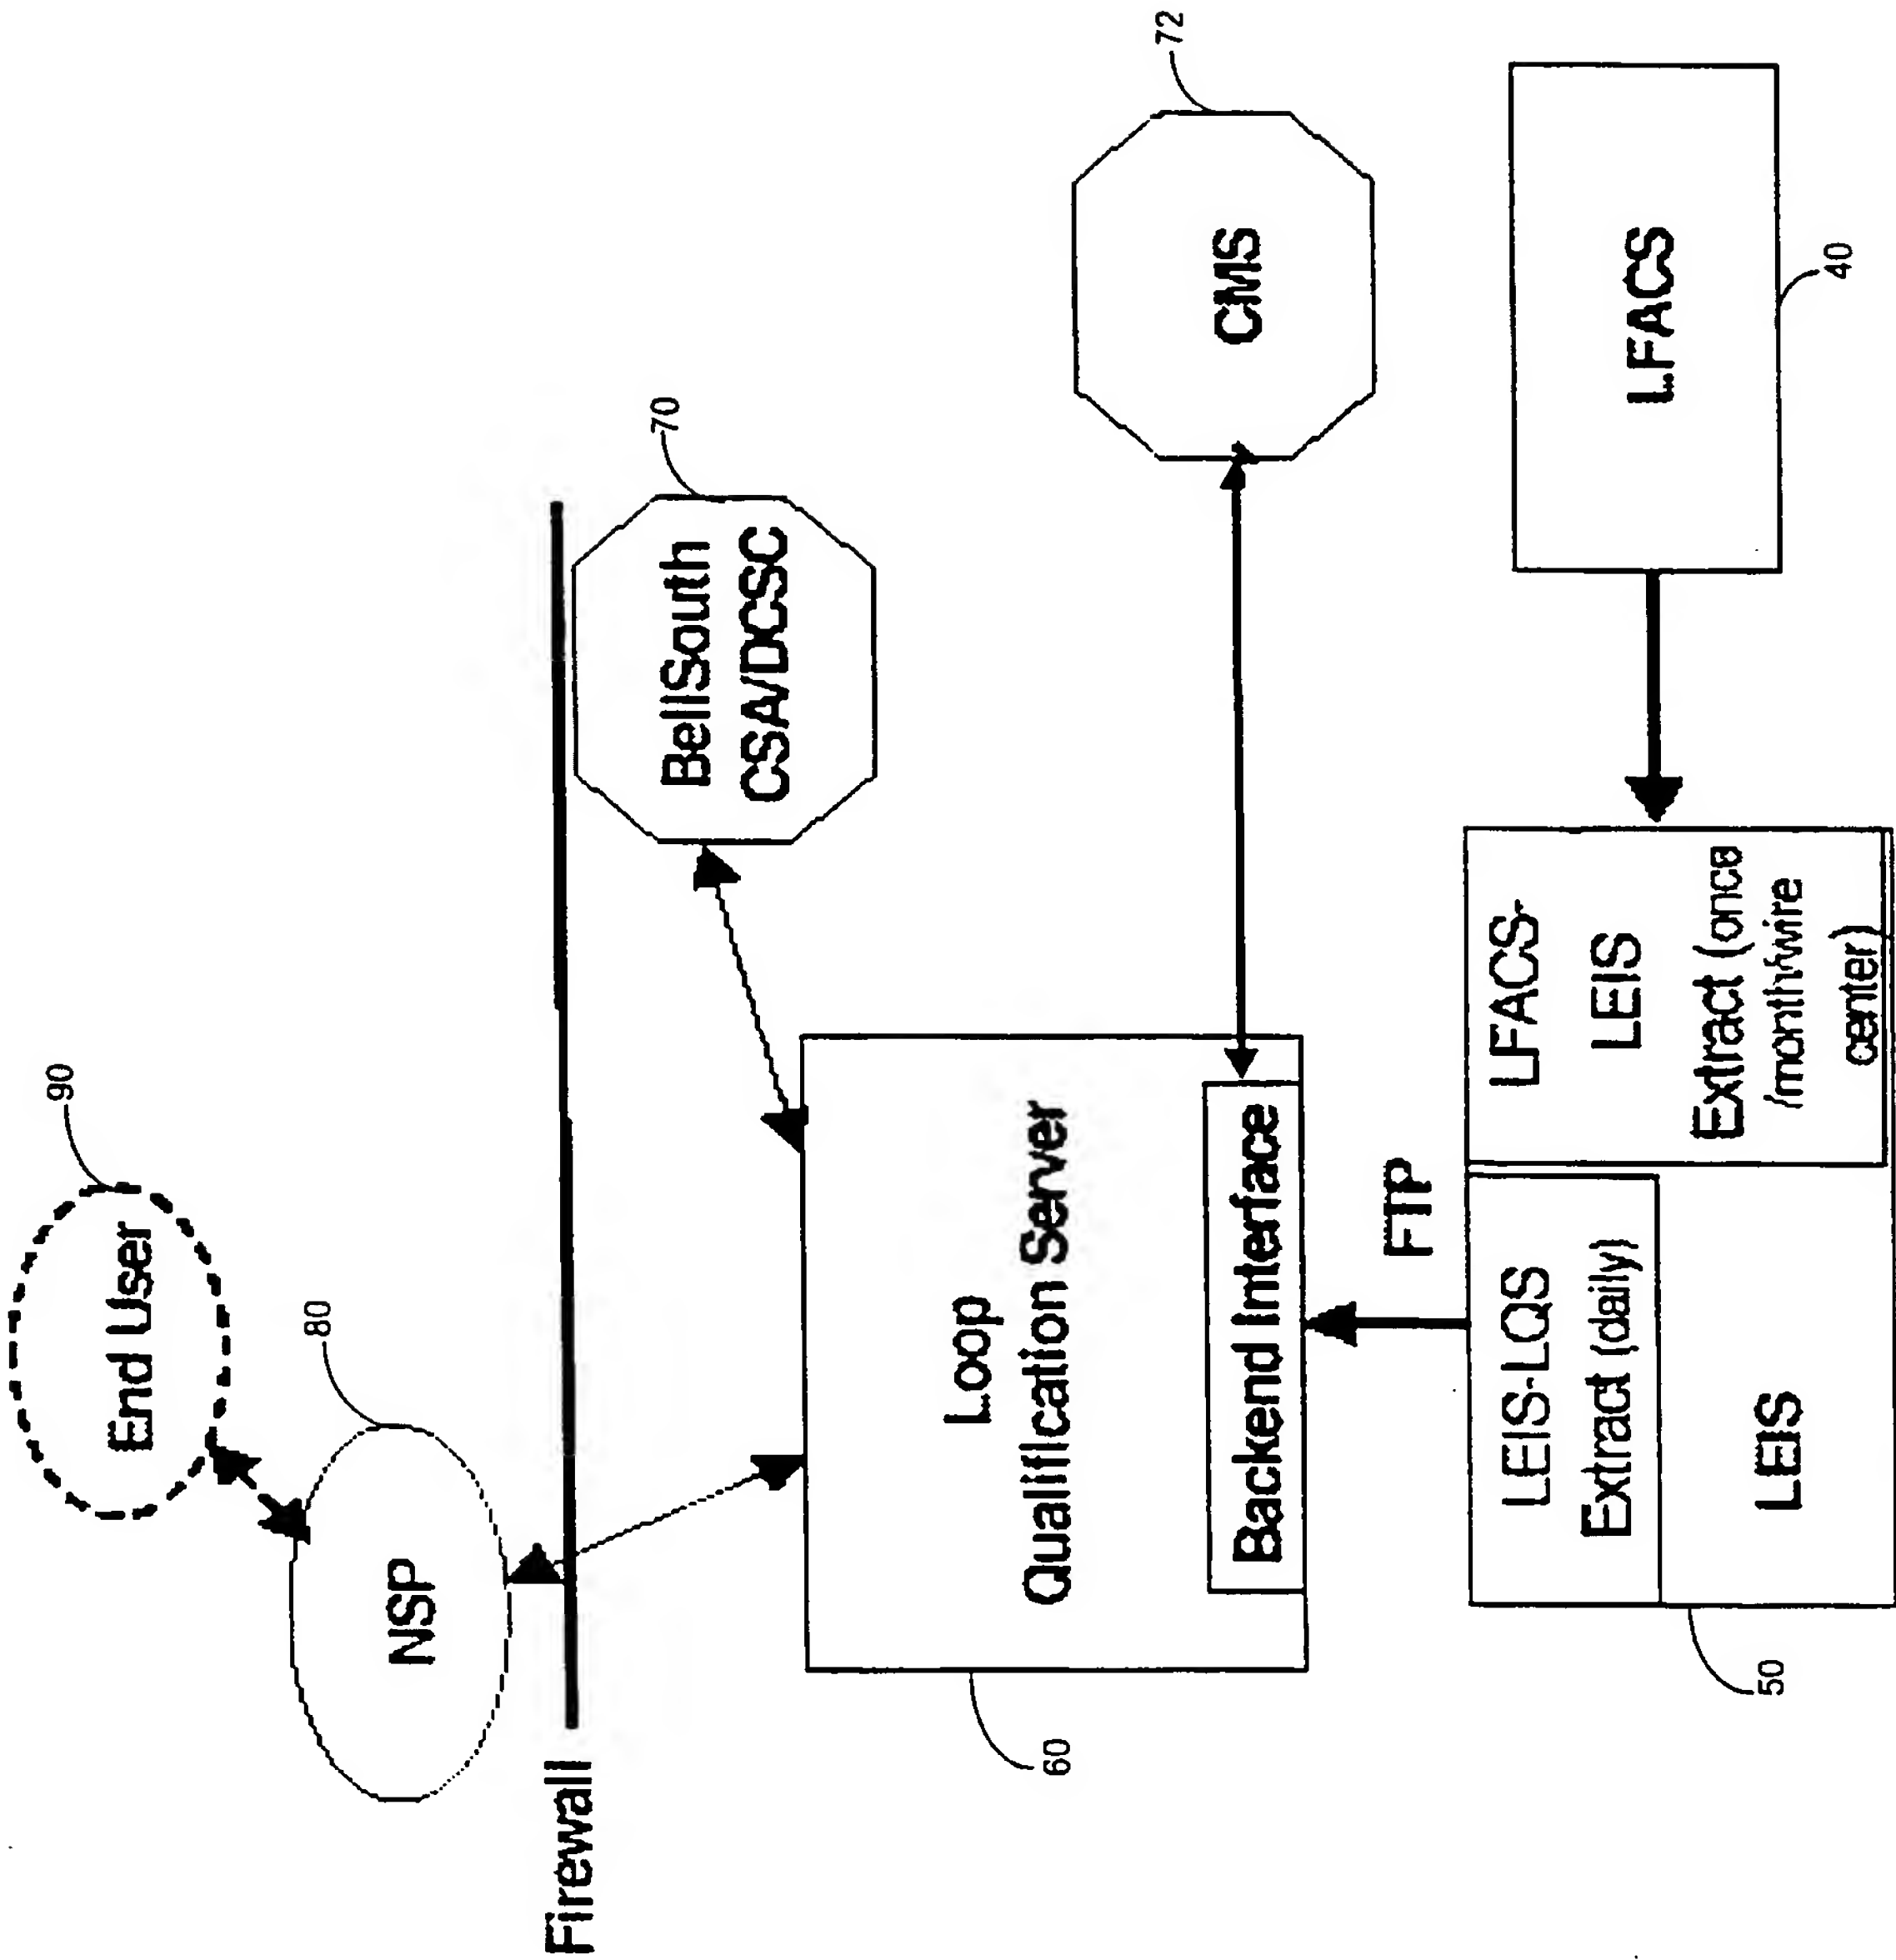 90
End User
80
NSP
Firewall
70
BellSouth
CSA/DCSC
60
Loop
Qualification Server
Backend Interface
72
CMS
FTP
LEIS-LQS
Extract (daily)
LEIS
50
LFACS-
LEIS
Extract (once
/month/wire
center)
LFACS
40